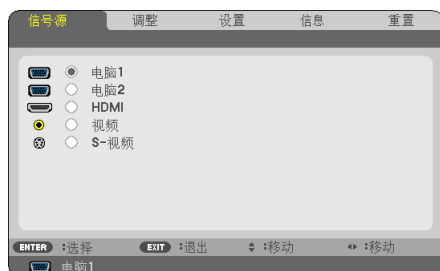 信号源 调整 设置 信息 重置
电脑1
电脑2
HDMI
视频
S-视频
ENTER :选择 EXIT :退出 :移动 :移动
电脑1